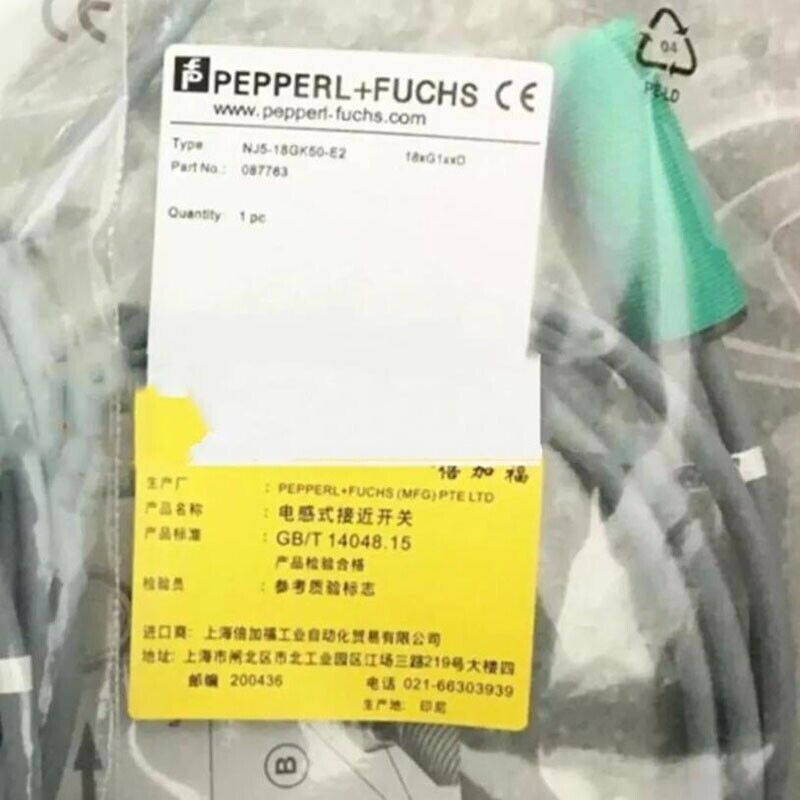 CE
04
PE-LD
PEPPERL+FUCHS CE
www.pepperl-fuchs.com
Type NJ5-18GK50-E2 18xG1xxD
Part No.: 087763
Quantity: 1 pc
倍加福
生产厂 : PEPPERL+FUCHS (MFG) PTE LTD
产品名称 : 电感式接近开关
产品标准 : GB/T 14048.15
产品检验合格
检验员 : 参考质验标志
进口商: 上海倍加福工业自动化贸易有限公司
地址: 上海市闸北区市北工业园区江场三路219号大楼四
邮编 200436 电话 021-66303939
生产地: 印尼
B